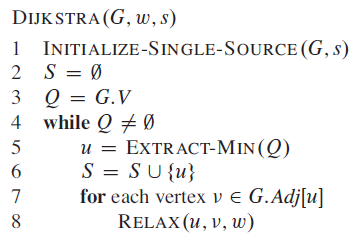 DIJKSTRA(G, w, s)
1 INITIALIZE-SINGLE-SOURCE(G, s)
2 S = ∅
3 Q = G.V
4 while Q ≠ ∅
5 u = EXTRACT-MIN(Q)
6 S = S ∪ {u}
7 for each vertex v ∈ G.Adj[u]
8 RELAX(u, v, w)